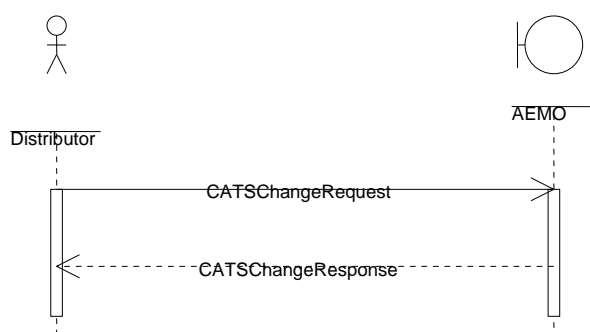 AEMO
Distributor
CATSChangeRequest
CATSChangeResponse